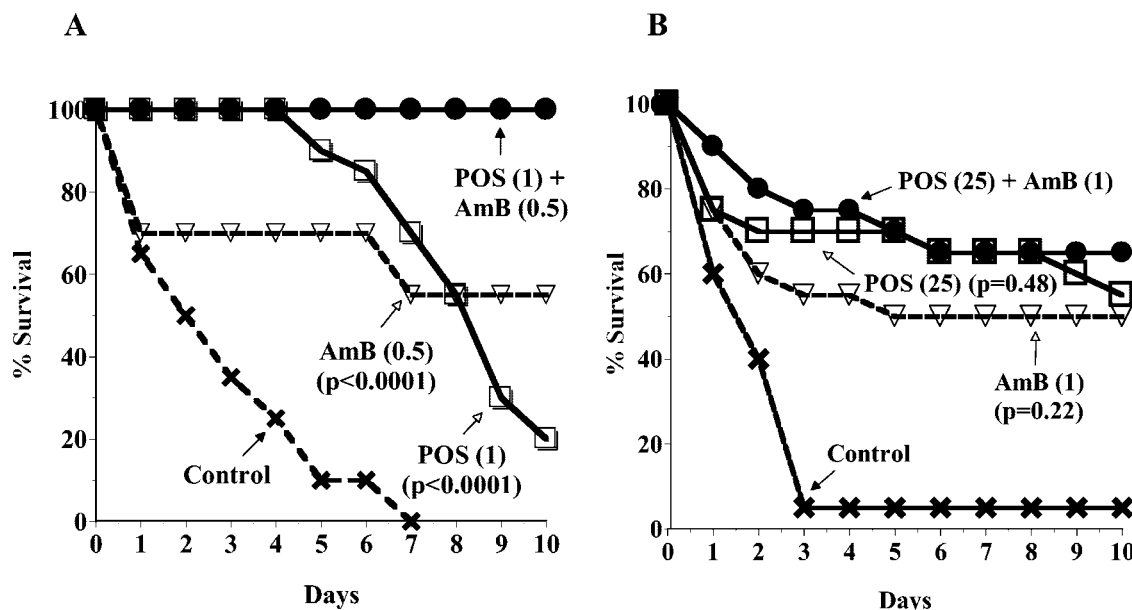 A
% Survival
100
80
60
40
20
0
0 1 2 3 4 5 6 7 8 9 10
Days
POS (1) +
AmB (0.5)
AmB (0.5)
(p<0.0001)
Control
POS (1)
(p<0.0001)
B
% Survival
100
80
60
40
20
0
0 1 2 3 4 5 6 7 8 9 10
Days
POS (25) + AmB (1)
POS (25) (p=0.48)
AmB (1)
(p=0.22)
Control